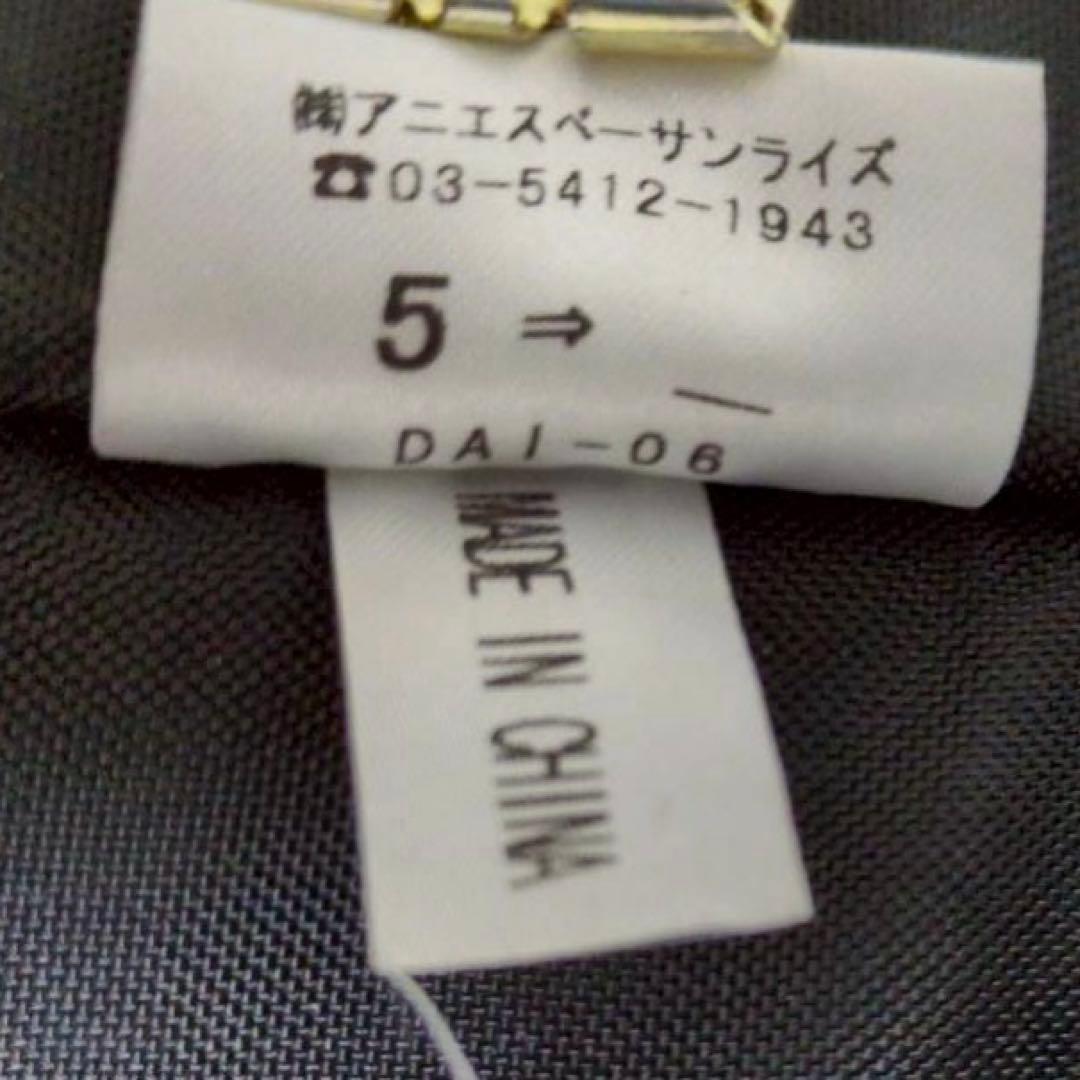 ㈱アニエスベーサンライズ
☎03-5412-1943
5 ⇒
DAI-06
MADE IN CHINA